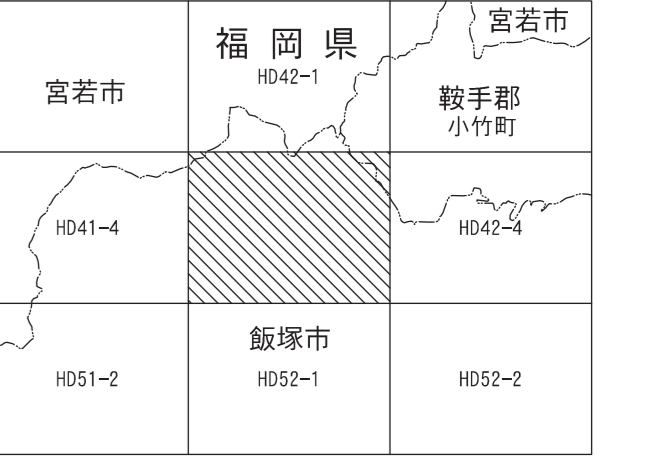 宮若市
福岡県
HD42-1
宮若市
鞍手郡
小竹町
HD41-4
HD42-4
飯塚市
HD51-2
HD52-1
HD52-2